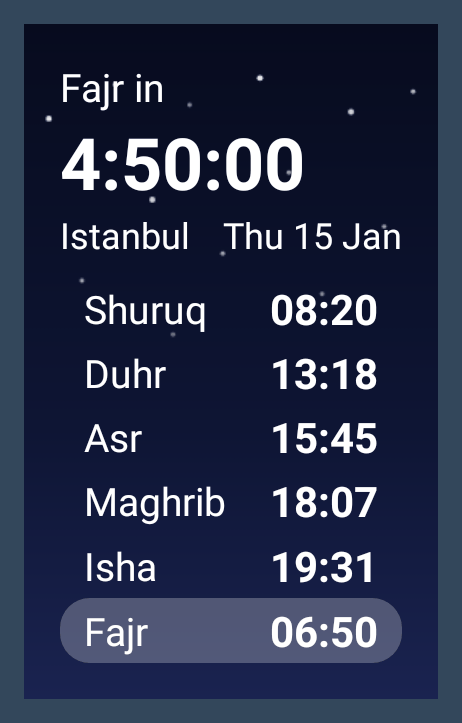 Fajr in
4:50:00
Istanbul Thu 15 Jan
Shuruq 08:20
Duhr 13:18
Asr 15:45
Maghrib 18:07
Isha 19:31
Fajr 06:50